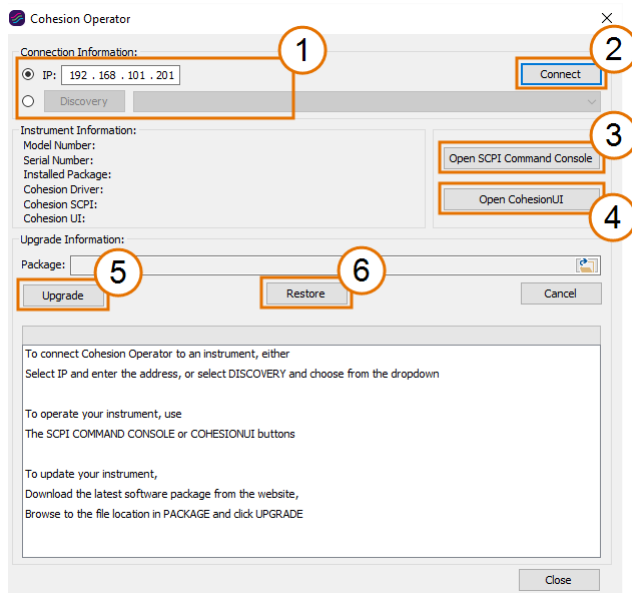 Cohesion Operator
Connection Information:
1
2
IP: 192 . 168 . 101 . 201
Connect
Discovery
Instrument Information:
Model Number:
Serial Number:
Installed Package:
Cohesion Driver:
Cohesion SCPI:
Cohesion UI:
3
Open SCPI Command Console
Open CohesionUI
4
Upgrade Information:
Package:
5
6
Upgrade
Restore
Cancel
To connect Cohesion Operator to an instrument, either
Select IP and enter the address, or select DISCOVERY and choose from the dropdown
To operate your instrument, use
The SCPI COMMAND CONSOLE or COHESIONUI buttons
To update your instrument,
Download the latest software package from the website,
Browse to the file location in PACKAGE and click UPGRADE
Close